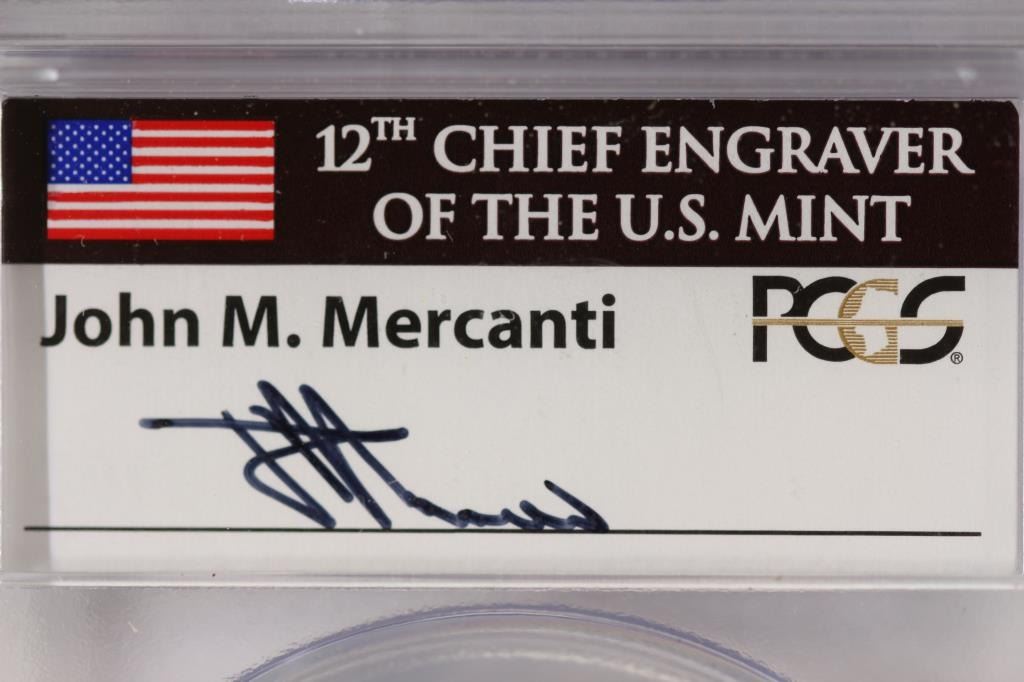 12TH CHIEF ENGRAVER
OF THE U.S. MINT
John M. Mercanti
PCGS®